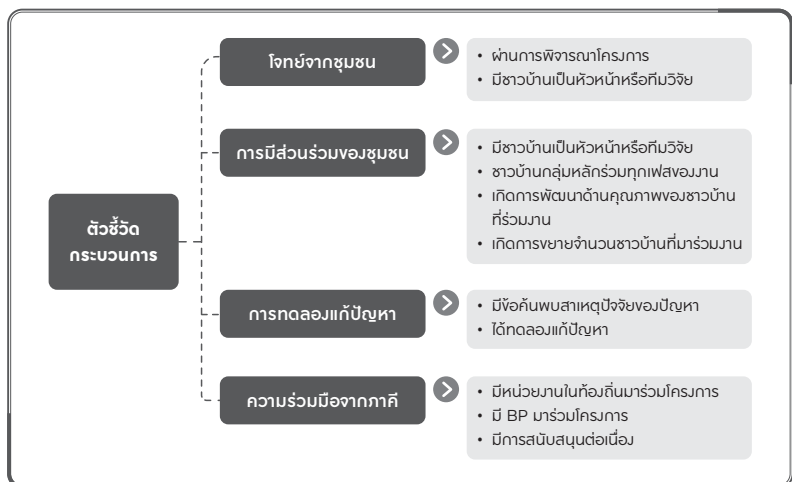 ตัวชี้วัด
กระบวนการ
โจทย์จากชุมชน
• ผ่านการพิจารณาโครงการ
• มีชาวบ้านเป็นหัวหน้าหรือทีมวิจัย
การมีส่วนร่วมของชุมชน
• มีชาวบ้านเป็นหัวหน้าหรือทีมวิจัย
• ชาวบ้านกลุ่มหลักร่วมทุกเฟสของงาน
• เกิดการพัฒนาด้านคุณภาพของชาวบ้าน
ที่ร่วมงาน
• เกิดการขยายจำนวนชาวบ้านที่มาร่วมงาน
การทดลองแก้ปัญหา
• มีข้อค้นพบสาเหตุปัจจัยของปัญหา
• ได้ทดลองแก้ปัญหา
ความร่วมมือจากภาคี
• มีหน่วยงานในท้องถิ่นมาร่วมโครงการ
• มี BP มาร่วมโครงการ
• มีการสนับสนุนต่อเนื่อง